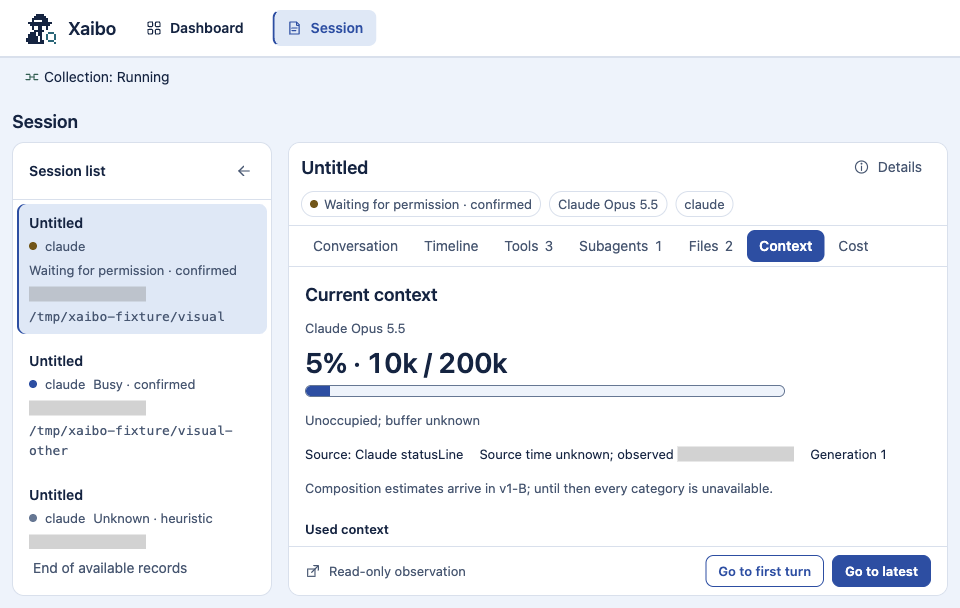 Xaibo
Dashboard
Session
Collection: Running
Session
Session list
Untitled
claude
Waiting for permission · confirmed
/tmp/xaibo-fixture/visual
Untitled
claude Busy · confirmed
/tmp/xaibo-fixture/visual-
other
Untitled
claude Unknown · heuristic
End of available records
Untitled
Details
Waiting for permission · confirmed
Claude Opus 5.5
claude
Conversation
Timeline
Tools 3
Subagents 1
Files 2
Context
Cost
Current context
Claude Opus 5.5
5% · 10k / 200k
Unoccupied; buffer unknown
Source: Claude statusLine Source time unknown; observed Generation 1
Composition estimates arrive in v1-B; until then every category is unavailable.
Used context
Read-only observation
Go to first turn
Go to latest